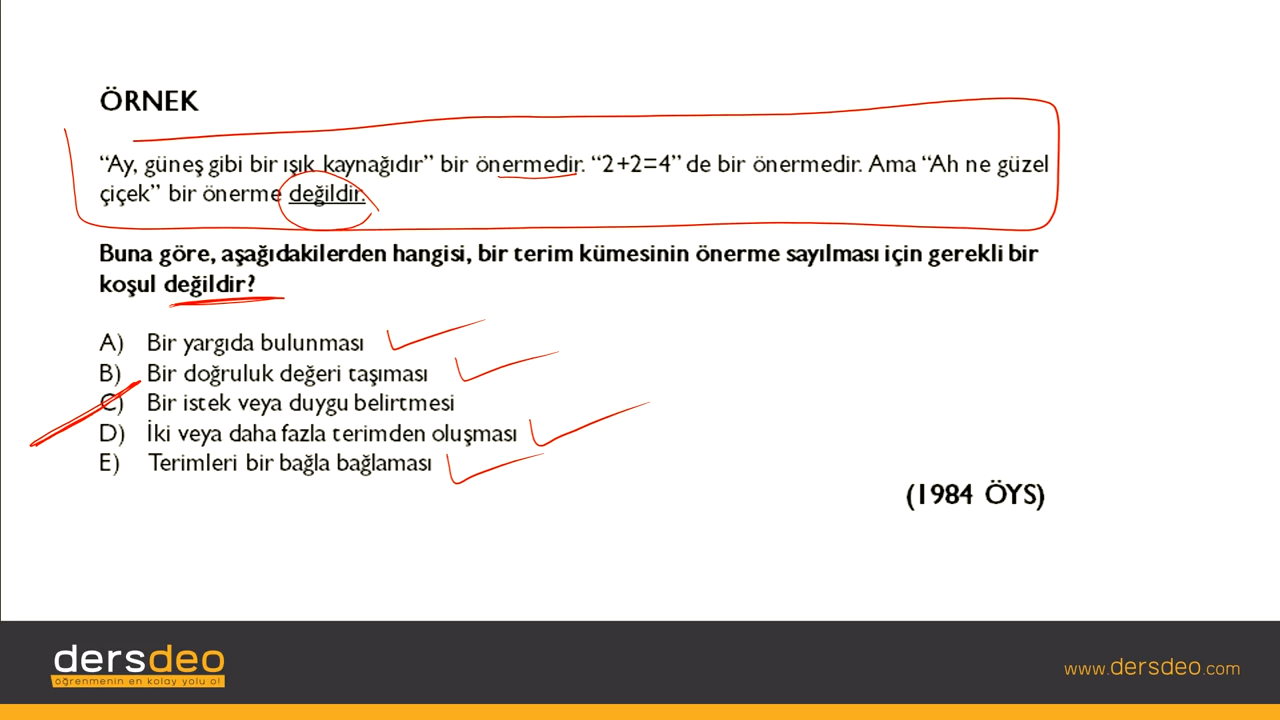 ÖRNEK
“Ay, güneş gibi bir ışık kaynağıdır” bir önermedir. “2+2=4” de bir önermedir. Ama “Ah ne güzel
çiçek” bir önerme değildir.
Buna göre, aşağıdakilerden hangisi, bir terim kümesinin önerme sayılması için gerekli bir
koşul değildir?
A) Bir yargıda bulunması
B) Bir doğruluk değeri taşıması
C) Bir istek veya duygu belirtmesi
D) İki veya daha fazla terimden oluşması
E) Terimleri bir bağla bağlaması
(1984 ÖYS)
dersdeo
öğrenmenin en kolay yolu o!
www.dersdeo.com